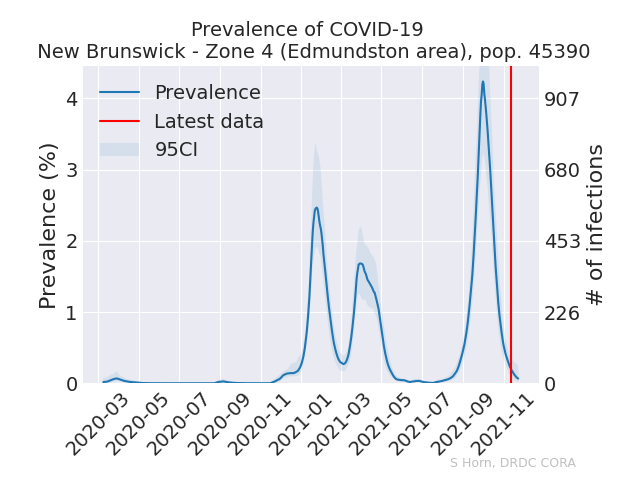 Prevalence of COVID-19
New Brunswick - Zone 4 (Edmundston area), pop. 45390
Prevalence
Latest data
95CI
Prevalence (%)
4
3
2
1
0
907
680
453
226
0
# of infections
2020-03
2020-05
2020-07
2020-09
2020-11
2021-01
2021-03
2021-05
2021-07
2021-09
2021-11
S Horn, DRDC CORA